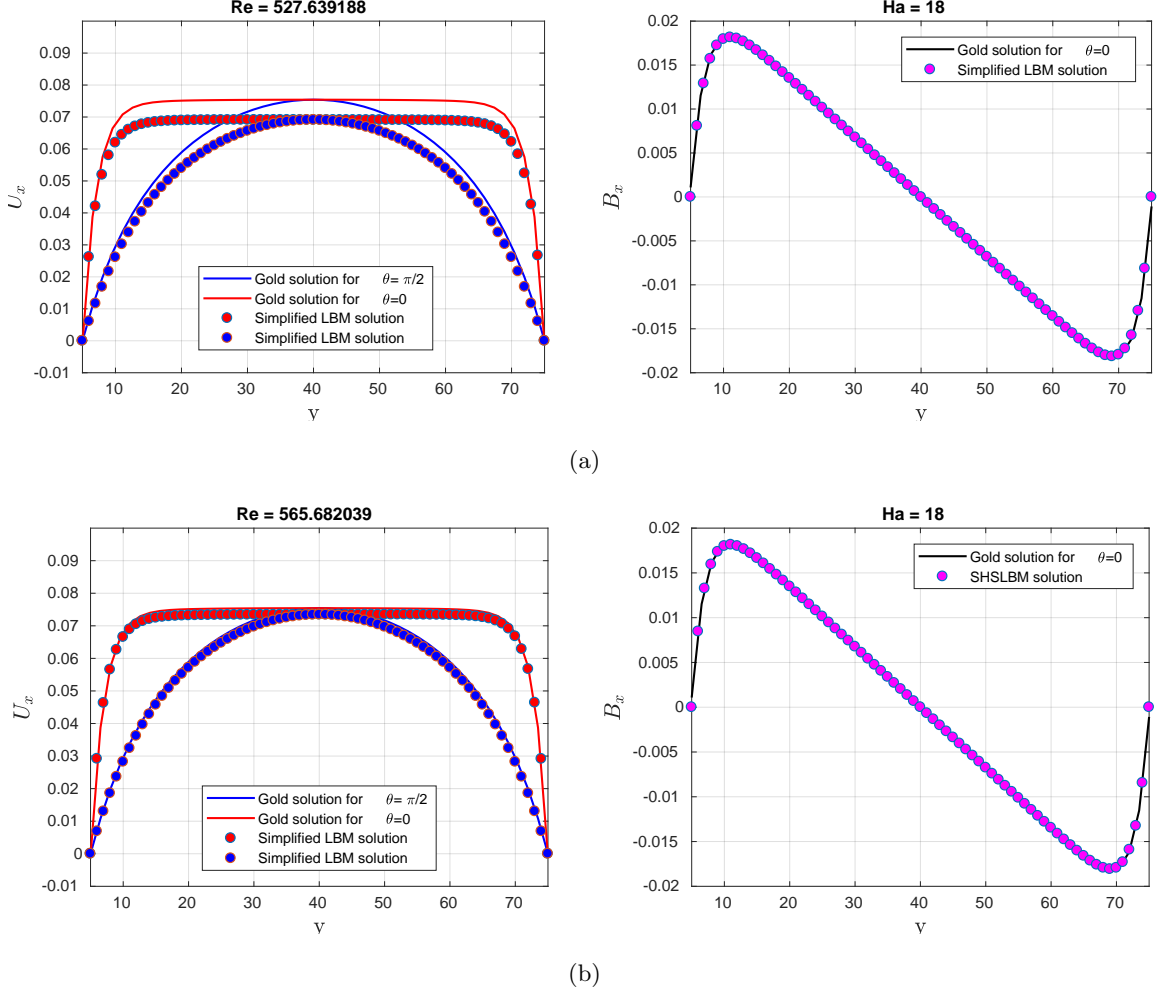 Re = 527.639188
0.09
0.08
0.07
0.06
0.05
0.04
0.03
0.02
0.01
0
-0.01
U_x
10 20 30 40 50 60 70
y
Gold solution for θ= π/2
Gold solution for θ=0
Simplified LBM solution
Simplified LBM solution
Ha = 18
0.02
0.015
0.01
0.005
0
-0.005
-0.01
-0.015
-0.02
B_x
10 20 30 40 50 60 70
y
Gold solution for θ=0
Simplified LBM solution
(a)
Re = 565.682039
0.09
0.08
0.07
0.06
0.05
0.04
0.03
0.02
0.01
0
-0.01
U_x
10 20 30 40 50 60 70
y
Gold solution for θ= π/2
Gold solution for θ=0
Simplified LBM solution
Simplified LBM solution
Ha = 18
0.02
0.015
0.01
0.005
0
-0.005
-0.01
-0.015
-0.02
B_x
10 20 30 40 50 60 70
y
Gold solution for θ=0
SHSLBM solution
(b)